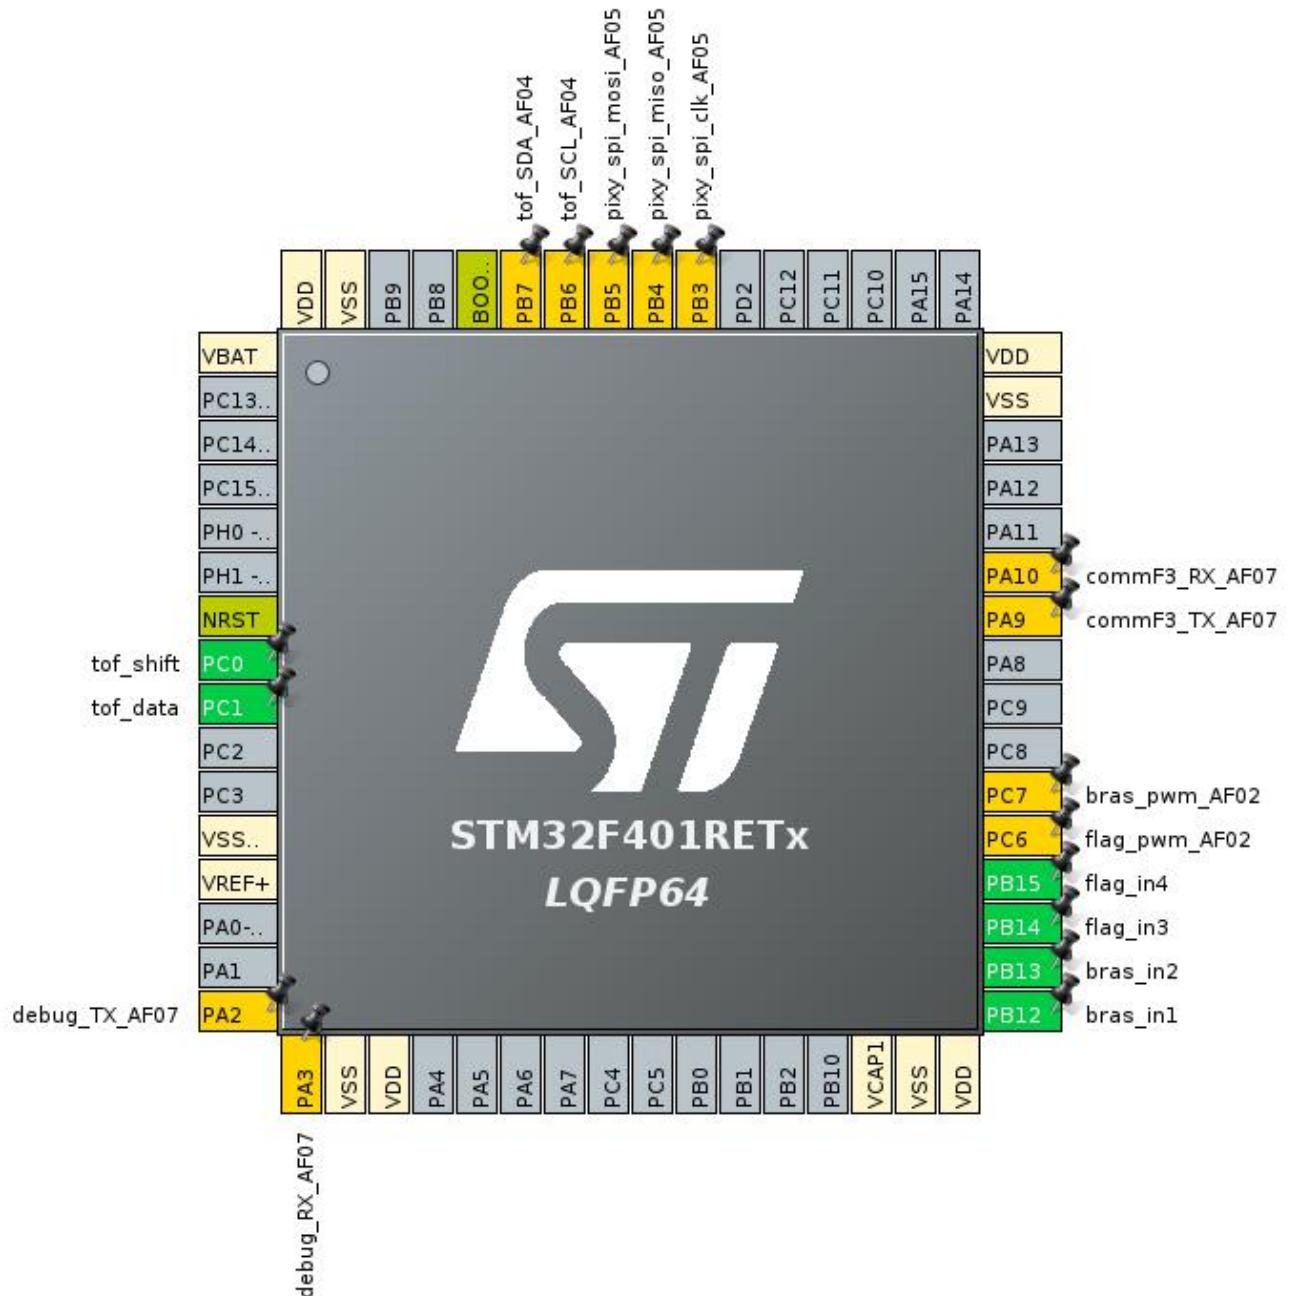 tof_SDA_AF04
tof_SCL_AF04
pixy_spi_mosi_AF05
pixy_spi_miso_AF05
pixy_spi_clk_AF05
VDD
VSS
PB9
PB8
BOO..
PB7
PB6
PB5
PB4
PB3
PD2
PC12
PC11
PC10
PA15
PA14
VBAT
PC13..
PC14..
PC15..
PH0 -..
PH1 -..
NRST
tof_shift PC0
tof_data PC1
PC2
PC3
VSS..
VREF+
PA0-..
PA1
debug_TX_AF07 PA2
ST
STM32F401RETx
LQFP64
VDD
VSS
PA13
PA12
PA11
PA10 commF3_RX_AF07
PA9 commF3_TX_AF07
PA8
PC9
PC8
PC7 bras_pwm_AF02
PC6 flag_pwm_AF02
PB15 flag_in4
PB14 flag_in3
PB13 bras_in2
PB12 bras_in1
PA3
VSS
VDD
PA4
PA5
PA6
PA7
PC4
PC5
PB0
PB1
PB2
PB10
VCAP1
VSS
VDD
debug_RX_AF07